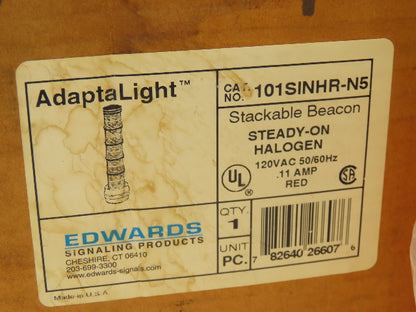 AdaptaLight™
CAT. NO. 101SINHR-N5
Stackable Beacon
STEADY-ON
HALOGEN
120VAC 50/60Hz
.11 AMP
RED
UL
SA
EDWARDS
SIGNALING PRODUCTS
CHESHIRE, CT 06410
203-699-3300
www.edwards-signals.com
Made in U.S.A.
QTY.
1
UNIT
PC.
7 82640 26607 6